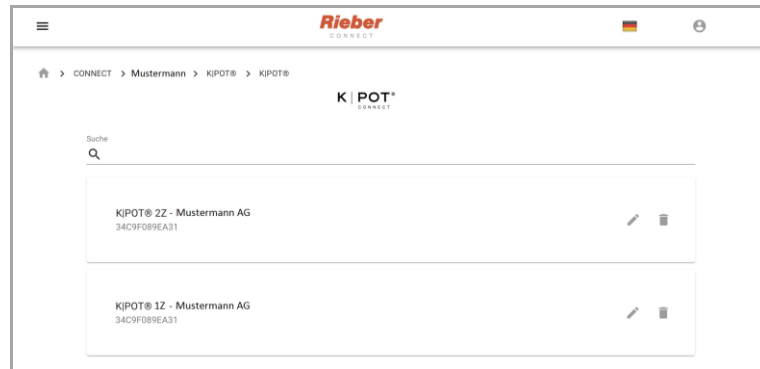 Rieber
CONNECT
CONNECT > Mustermann > K|POT® > K|POT®
K | POT®
CONNECT
Suche
K|POT® 2Z - Mustermann AG
34C9F089EA31
K|POT® 1Z - Mustermann AG
34C9F089EA31